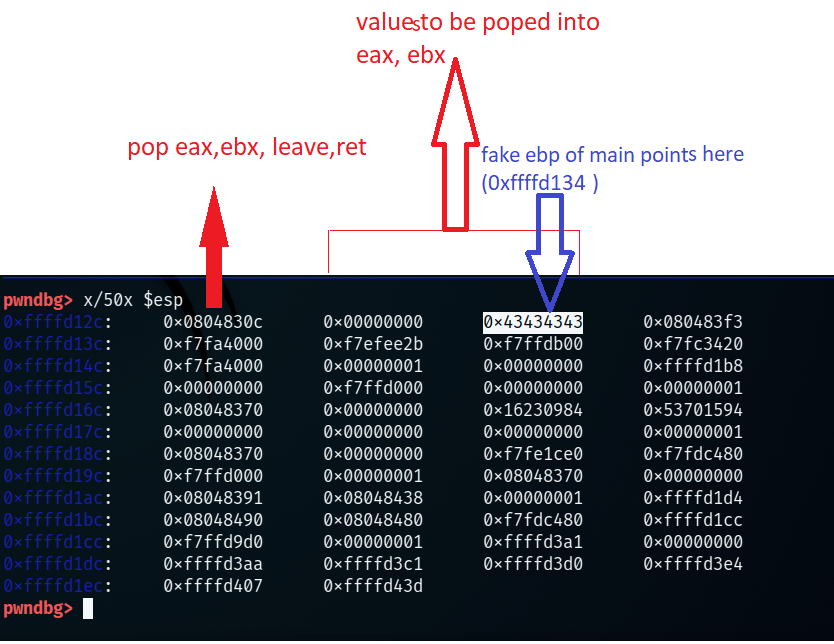 values to be poped into
eax, ebx
pop eax,ebx, leave,ret
fake ebp of main points here
(0xffffd134 )
pwndbg> x/50x $esp
0xffffd12c: 0x0804830c 0x00000000 0x43434343 0x080483f3
0xffffd13c: 0xf7fa4000 0xf7efee2b 0xf7ffdb00 0xf7fc3420
0xffffd14c: 0xf7fa4000 0x00000001 0x00000000 0xffffd1b8
0xffffd15c: 0x00000000 0xf7ffd000 0x00000000 0x00000001
0xffffd16c: 0x08048370 0x00000000 0x16230984 0x53701594
0xffffd17c: 0x00000000 0x00000000 0x00000000 0x00000001
0xffffd18c: 0x08048370 0x00000000 0xf7fe1ce0 0xf7fdc480
0xffffd19c: 0xf7ffd000 0x00000001 0x08048370 0x00000000
0xffffd1ac: 0x08048391 0x08048438 0x00000001 0xffffd1d4
0xffffd1bc: 0x08048490 0x08048480 0xf7fdc480 0xffffd1cc
0xffffd1cc: 0xf7ffd9d0 0x00000001 0xffffd3a1 0x00000000
0xffffd1dc: 0xffffd3aa 0xffffd3c1 0xffffd3d0 0xffffd3e4
0xffffd1ec: 0xffffd407 0xffffd43d
pwndbg>